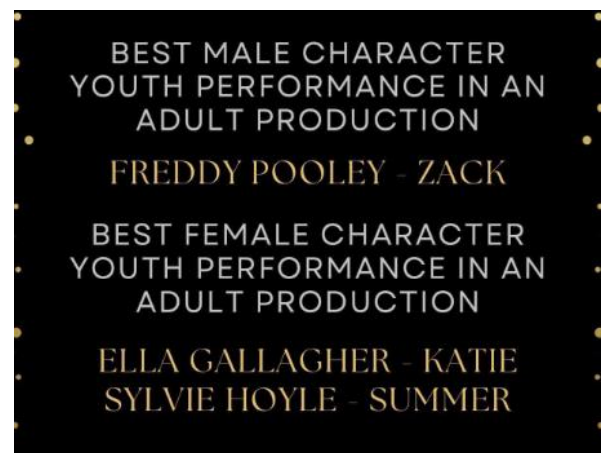 BEST MALE CHARACTER
YOUTH PERFORMANCE IN AN
ADULT PRODUCTION
FREDDY POOLEY - ZACK
BEST FEMALE CHARACTER
YOUTH PERFORMANCE IN AN
ADULT PRODUCTION
ELLA GALLAGHER - KATIE
SYLVIE HOYLE - SUMMER